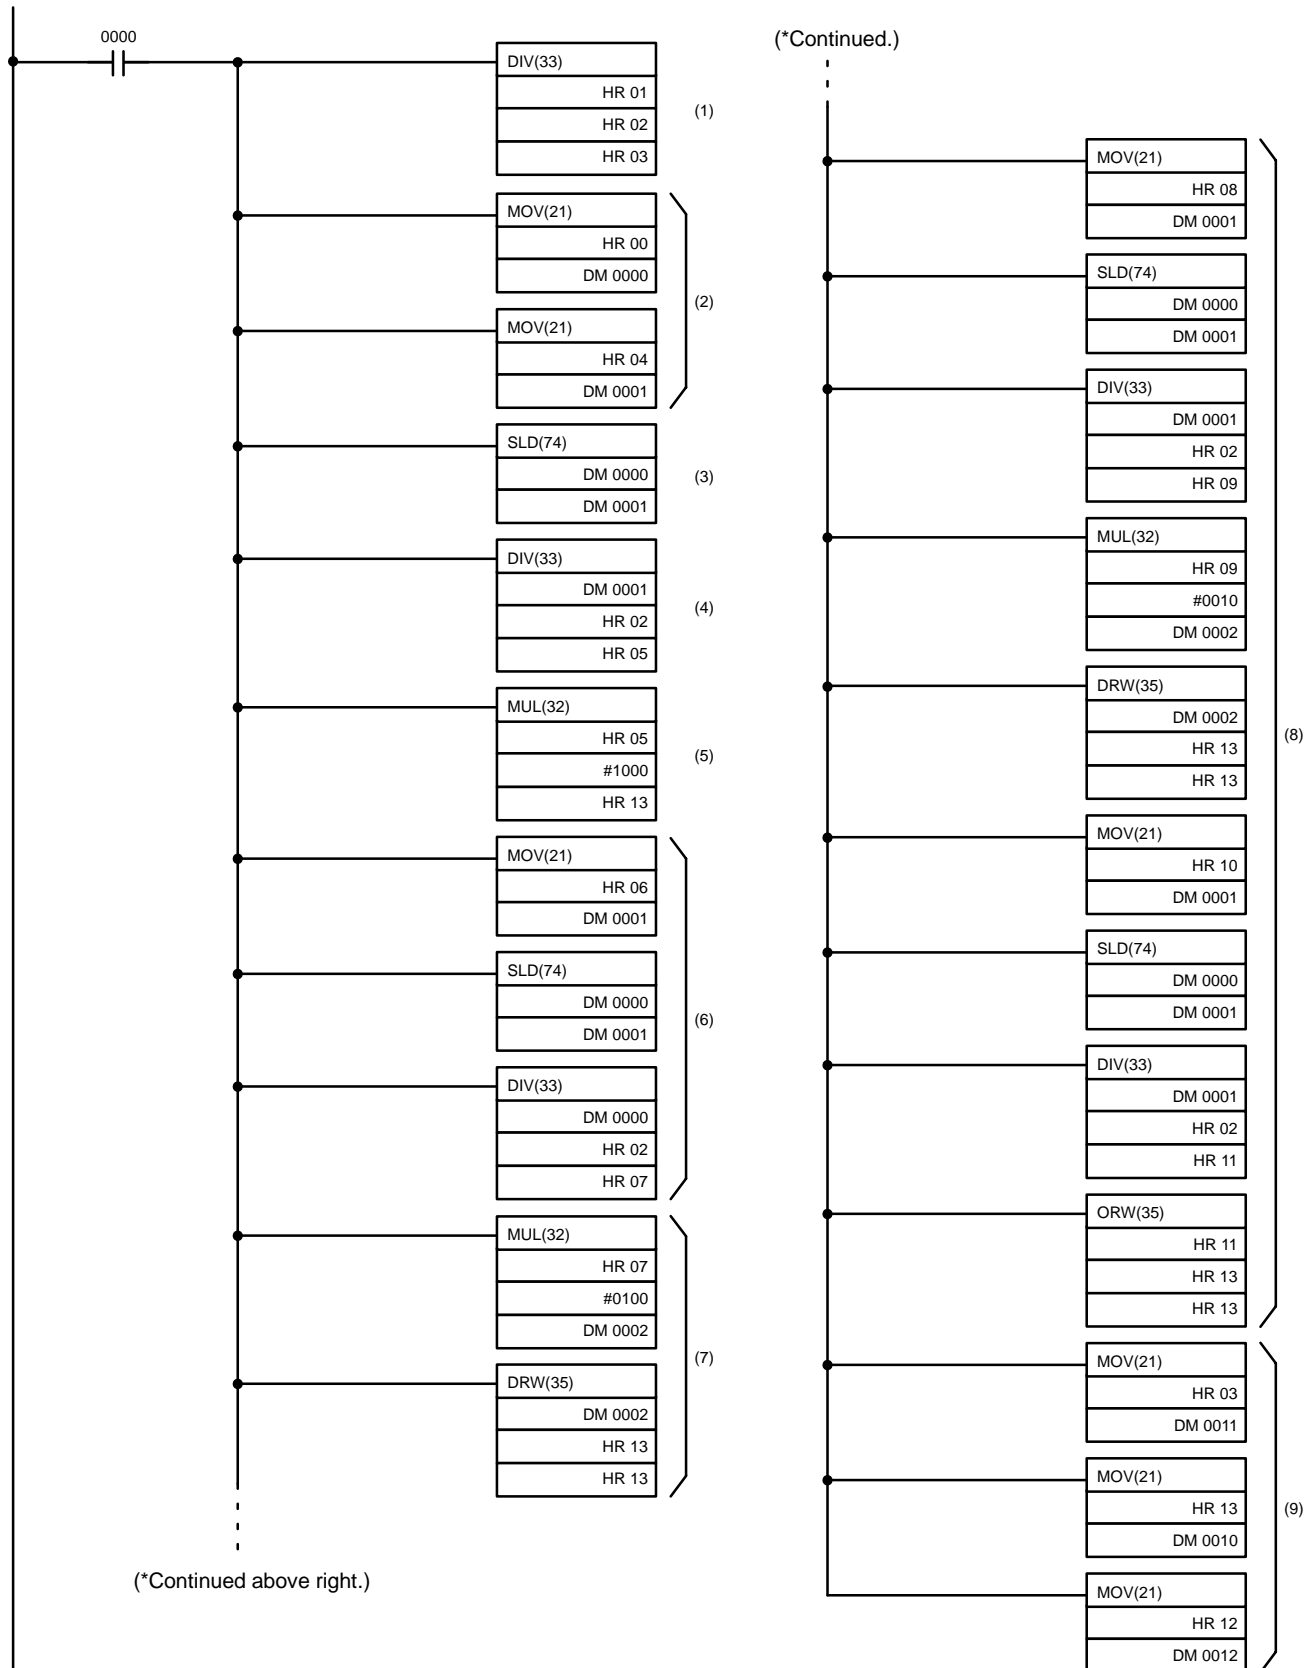 0000
DIV(33)
HR 01
HR 02
HR 03
(1)
MOV(21)
HR 00
DM 0000
MOV(21)
HR 04
DM 0001
(2)
SLD(74)
DM 0000
DM 0001
(3)
DIV(33)
DM 0001
HR 02
HR 05
(4)
MUL(32)
HR 05
#1000
HR 13
(5)
MOV(21)
HR 06
DM 0001
SLD(74)
DM 0000
DM 0001
DIV(33)
DM 0000
HR 02
HR 07
(6)
MUL(32)
HR 07
#0100
DM 0002
DRW(35)
DM 0002
HR 13
HR 13
(7)
(*Continued above right.)
(*Continued.)
MOV(21)
HR 08
DM 0001
SLD(74)
DM 0000
DM 0001
DIV(33)
DM 0001
HR 02
HR 09
MUL(32)
HR 09
#0010
DM 0002
DRW(35)
DM 0002
HR 13
HR 13
MOV(21)
HR 10
DM 0001
SLD(74)
DM 0000
DM 0001
DIV(33)
DM 0001
HR 02
HR 11
ORW(35)
HR 11
HR 13
HR 13
(8)
MOV(21)
HR 03
DM 0011
MOV(21)
HR 13
DM 0010
MOV(21)
HR 12
DM 0012
(9)